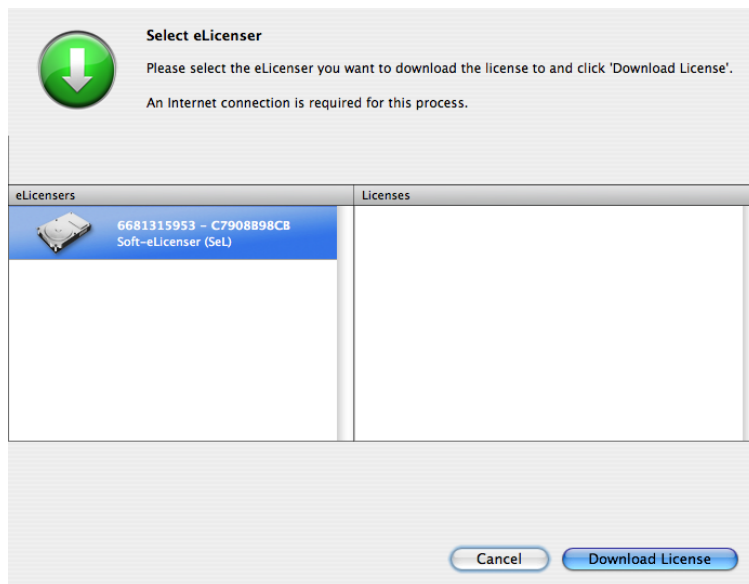 Select eLicenser
Please select the eLicenser you want to download the license to and click 'Download License'.
An Internet connection is required for this process.
eLicensers
Licenses
6681315953 – C7908B98CB
Soft-eLicenser (SeL)
Cancel
Download License